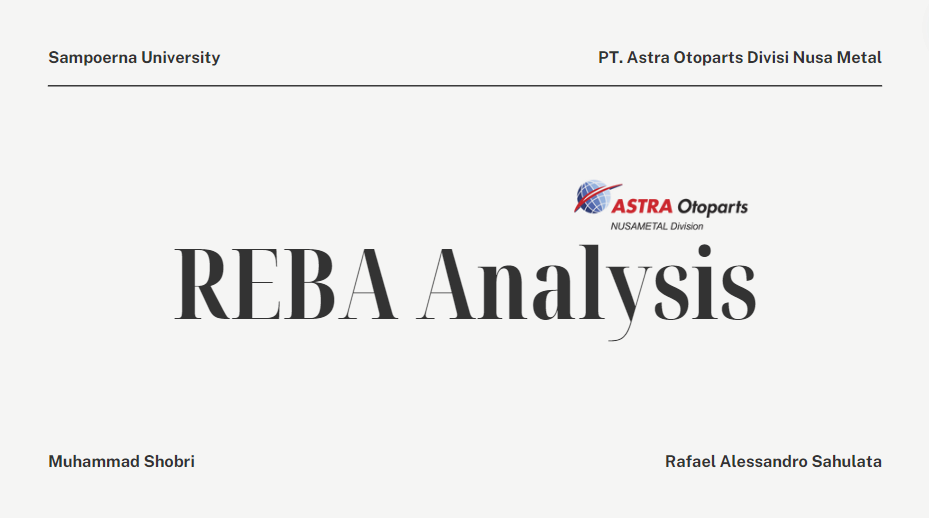 Sampoerna University
PT. Astra Otoparts Divisi Nusa Metal
ASTRA Otoparts
NUSAMETAL Division
REBA Analysis
Muhammad Shobri
Rafael Alessandro Sahulata